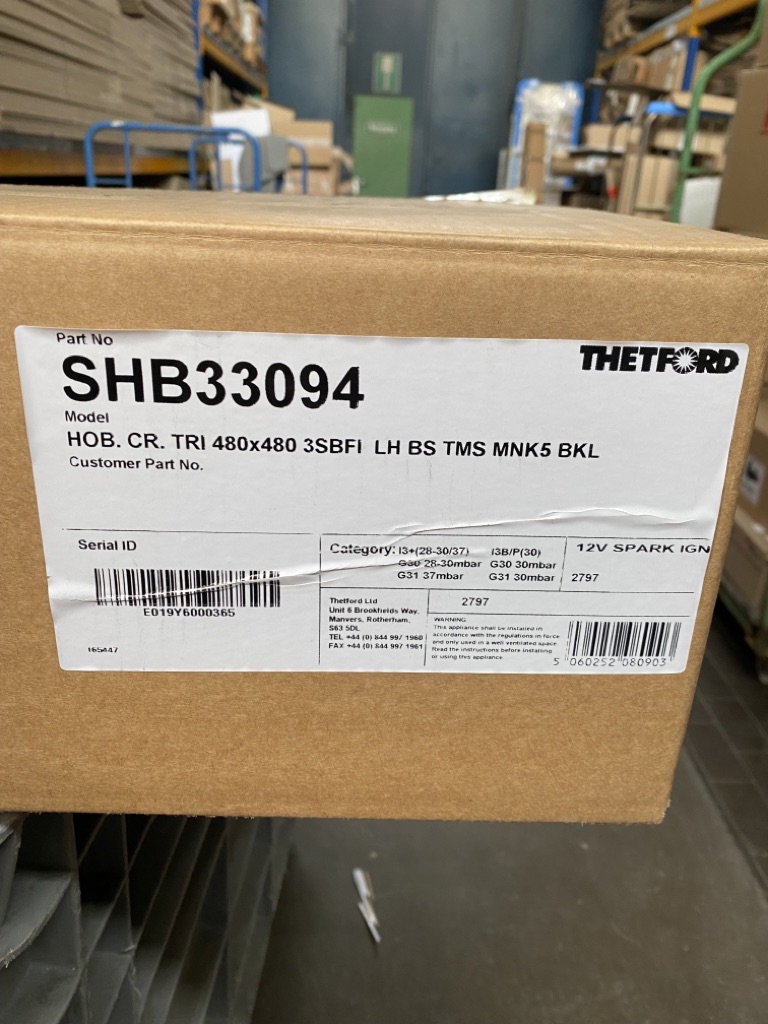 Part No
THETFORD
SHB33094
Model
HOB. CR. TRI 480x480 3SBFI LH BS TMS MNK5 BKL
Customer Part No.
Serial ID
E019Y6000365
165447
Category: I3+(28-30/37) I3B/P(30)
G30 28-30mbar G30 30mbar
G31 37mbar G31 30mbar
12V SPARK IGN
2797
Thetford Ltd
Unit 6 Brookfields Way,
Manvers, Rotherham,
S63 5DL
TEL +44 (0) 844 997 1960
FAX +44 (0) 844 997 1961
2797
WARNING
This appliance shall be installed in
accordance with the regulations in force
and only used in a well ventilated space
Read the instructions before installing
or using this appliance
5 060252 080903